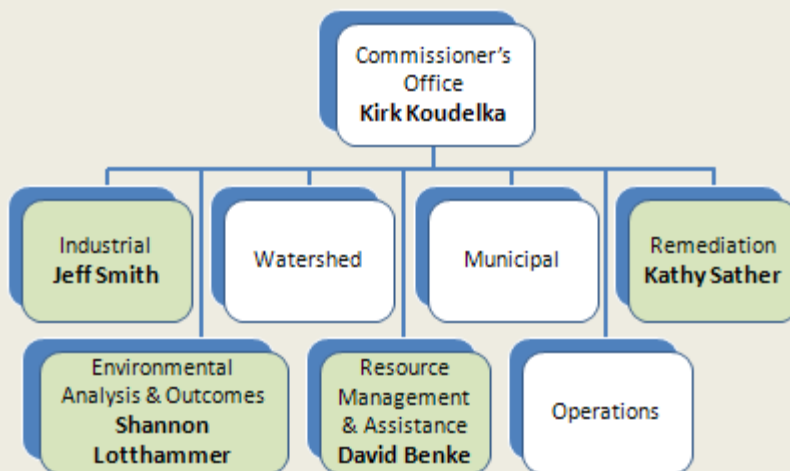 Commissioner's
Office
Kirk Koudelka
Industrial
Jeff Smith
Watershed
Municipal
Remediation
Kathy Sather
Environmental
Analysis & Outcomes
Shannon
Lotthammer
Resource
Management
& Assistance
David Benke
Operations